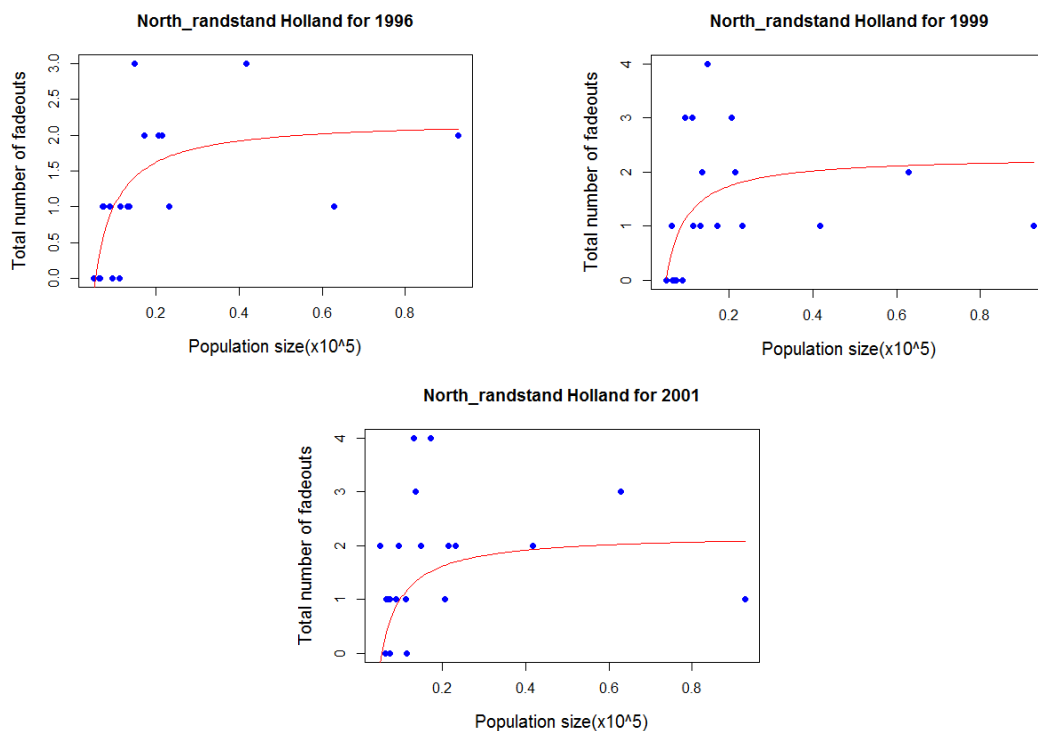 North_randstand Holland for 1996
Total number of fadeouts
3.0
2.5
2.0
1.5
1.0
0.5
0.0
0.2 0.4 0.6 0.8
Population size(x10^5)
North_randstand Holland for 1999
Total number of fadeouts
4
3
2
1
0
0.2 0.4 0.6 0.8
Population size(x10^5)
North_randstand Holland for 2001
Total number of fadeouts
4
3
2
1
0
0.2 0.4 0.6 0.8
Population size(x10^5)